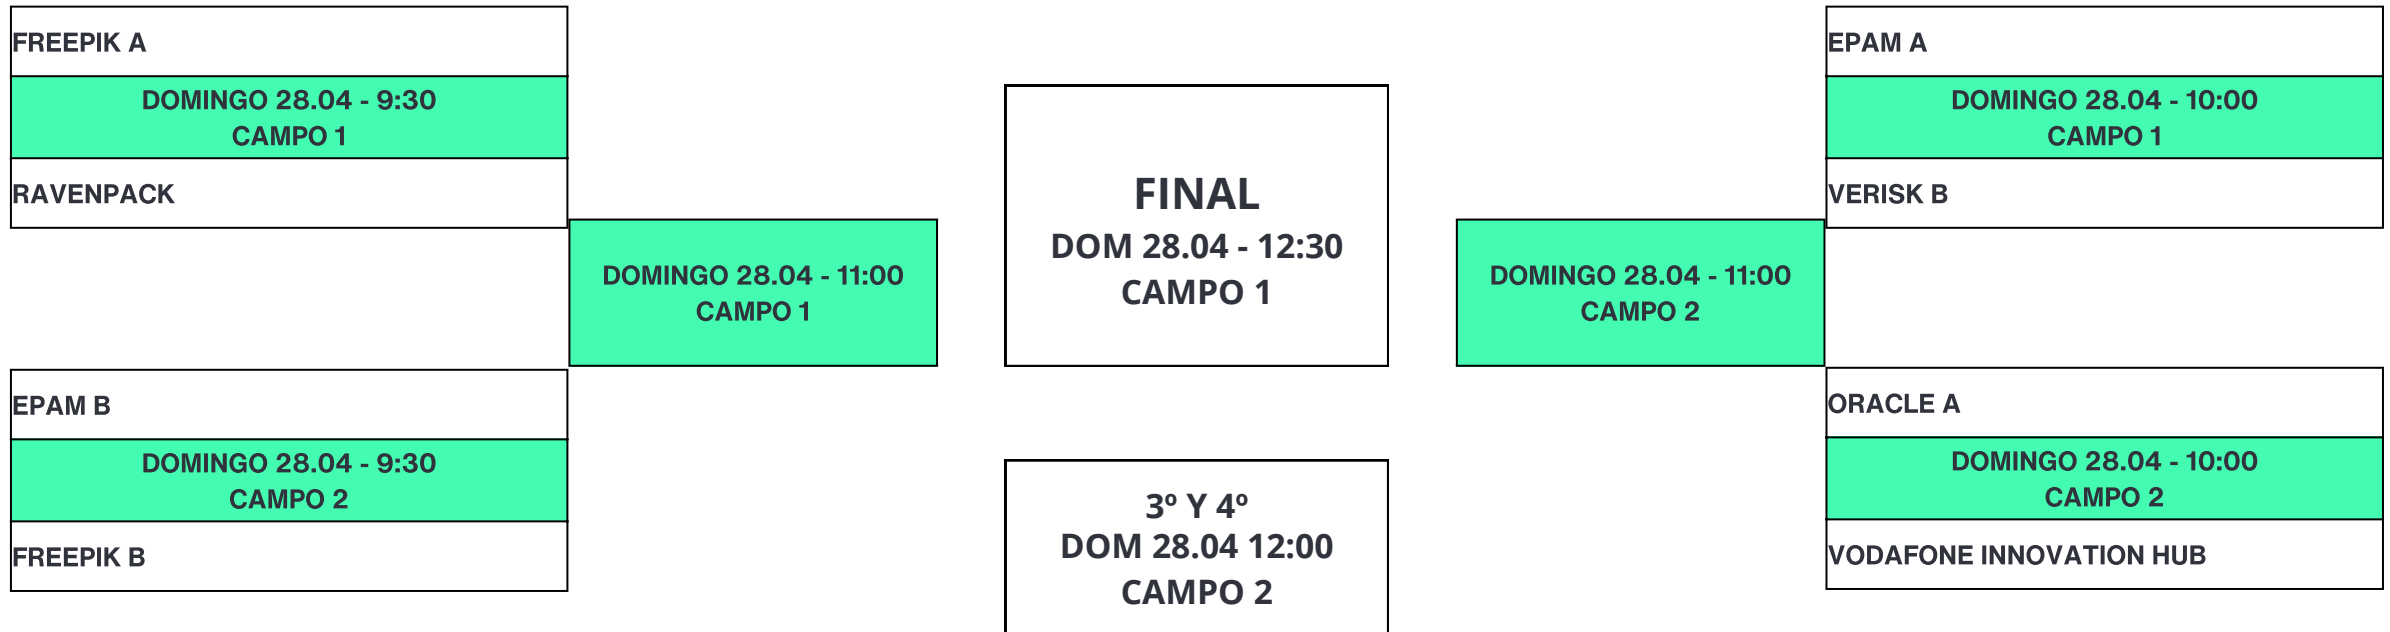 FREEPIK A
DOMINGO 28.04 - 9:30
CAMPO 1
RAVENPACK
DOMINGO 28.04 - 11:00
CAMPO 1
EPAM B
DOMINGO 28.04 - 9:30
CAMPO 2
FREEPIK B
FINAL
DOM 28.04 - 12:30
CAMPO 1
3º Y 4º
DOM 28.04 12:00
CAMPO 2
EPAM A
DOMINGO 28.04 - 10:00
CAMPO 1
VERISK B
DOMINGO 28.04 - 11:00
CAMPO 2
ORACLE A
DOMINGO 28.04 - 10:00
CAMPO 2
VODAFONE INNOVATION HUB